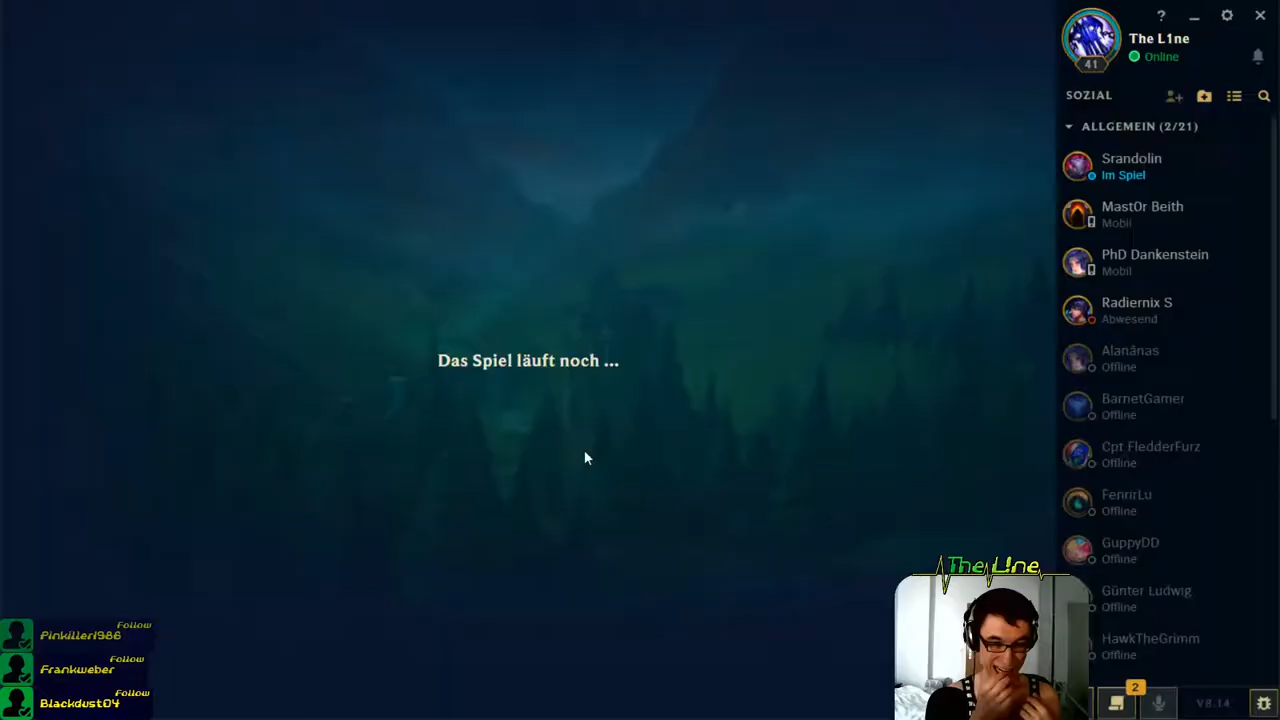 ?
The L1ne
41
Online
SOZIAL
ALLGEMEIN (2/21)
Srandolin
Im Spiel
Mast0r Beith
Mobil
PhD Dankenstein
Mobil
Radiernix S
Abwesend
Alanânas
Offline
BarnetGamer
Offline
Cpt FledderFurz
Offline
FenrirLu
Offline
GuppyDD
Offline
Günter Ludwig
Offline
HawkTheGrimm
Offline
Das Spiel läuft noch ...
The L!ne
Follow
Pinkiller1986
Follow
Frankweber
Follow
Blackdust04
2
V8.14